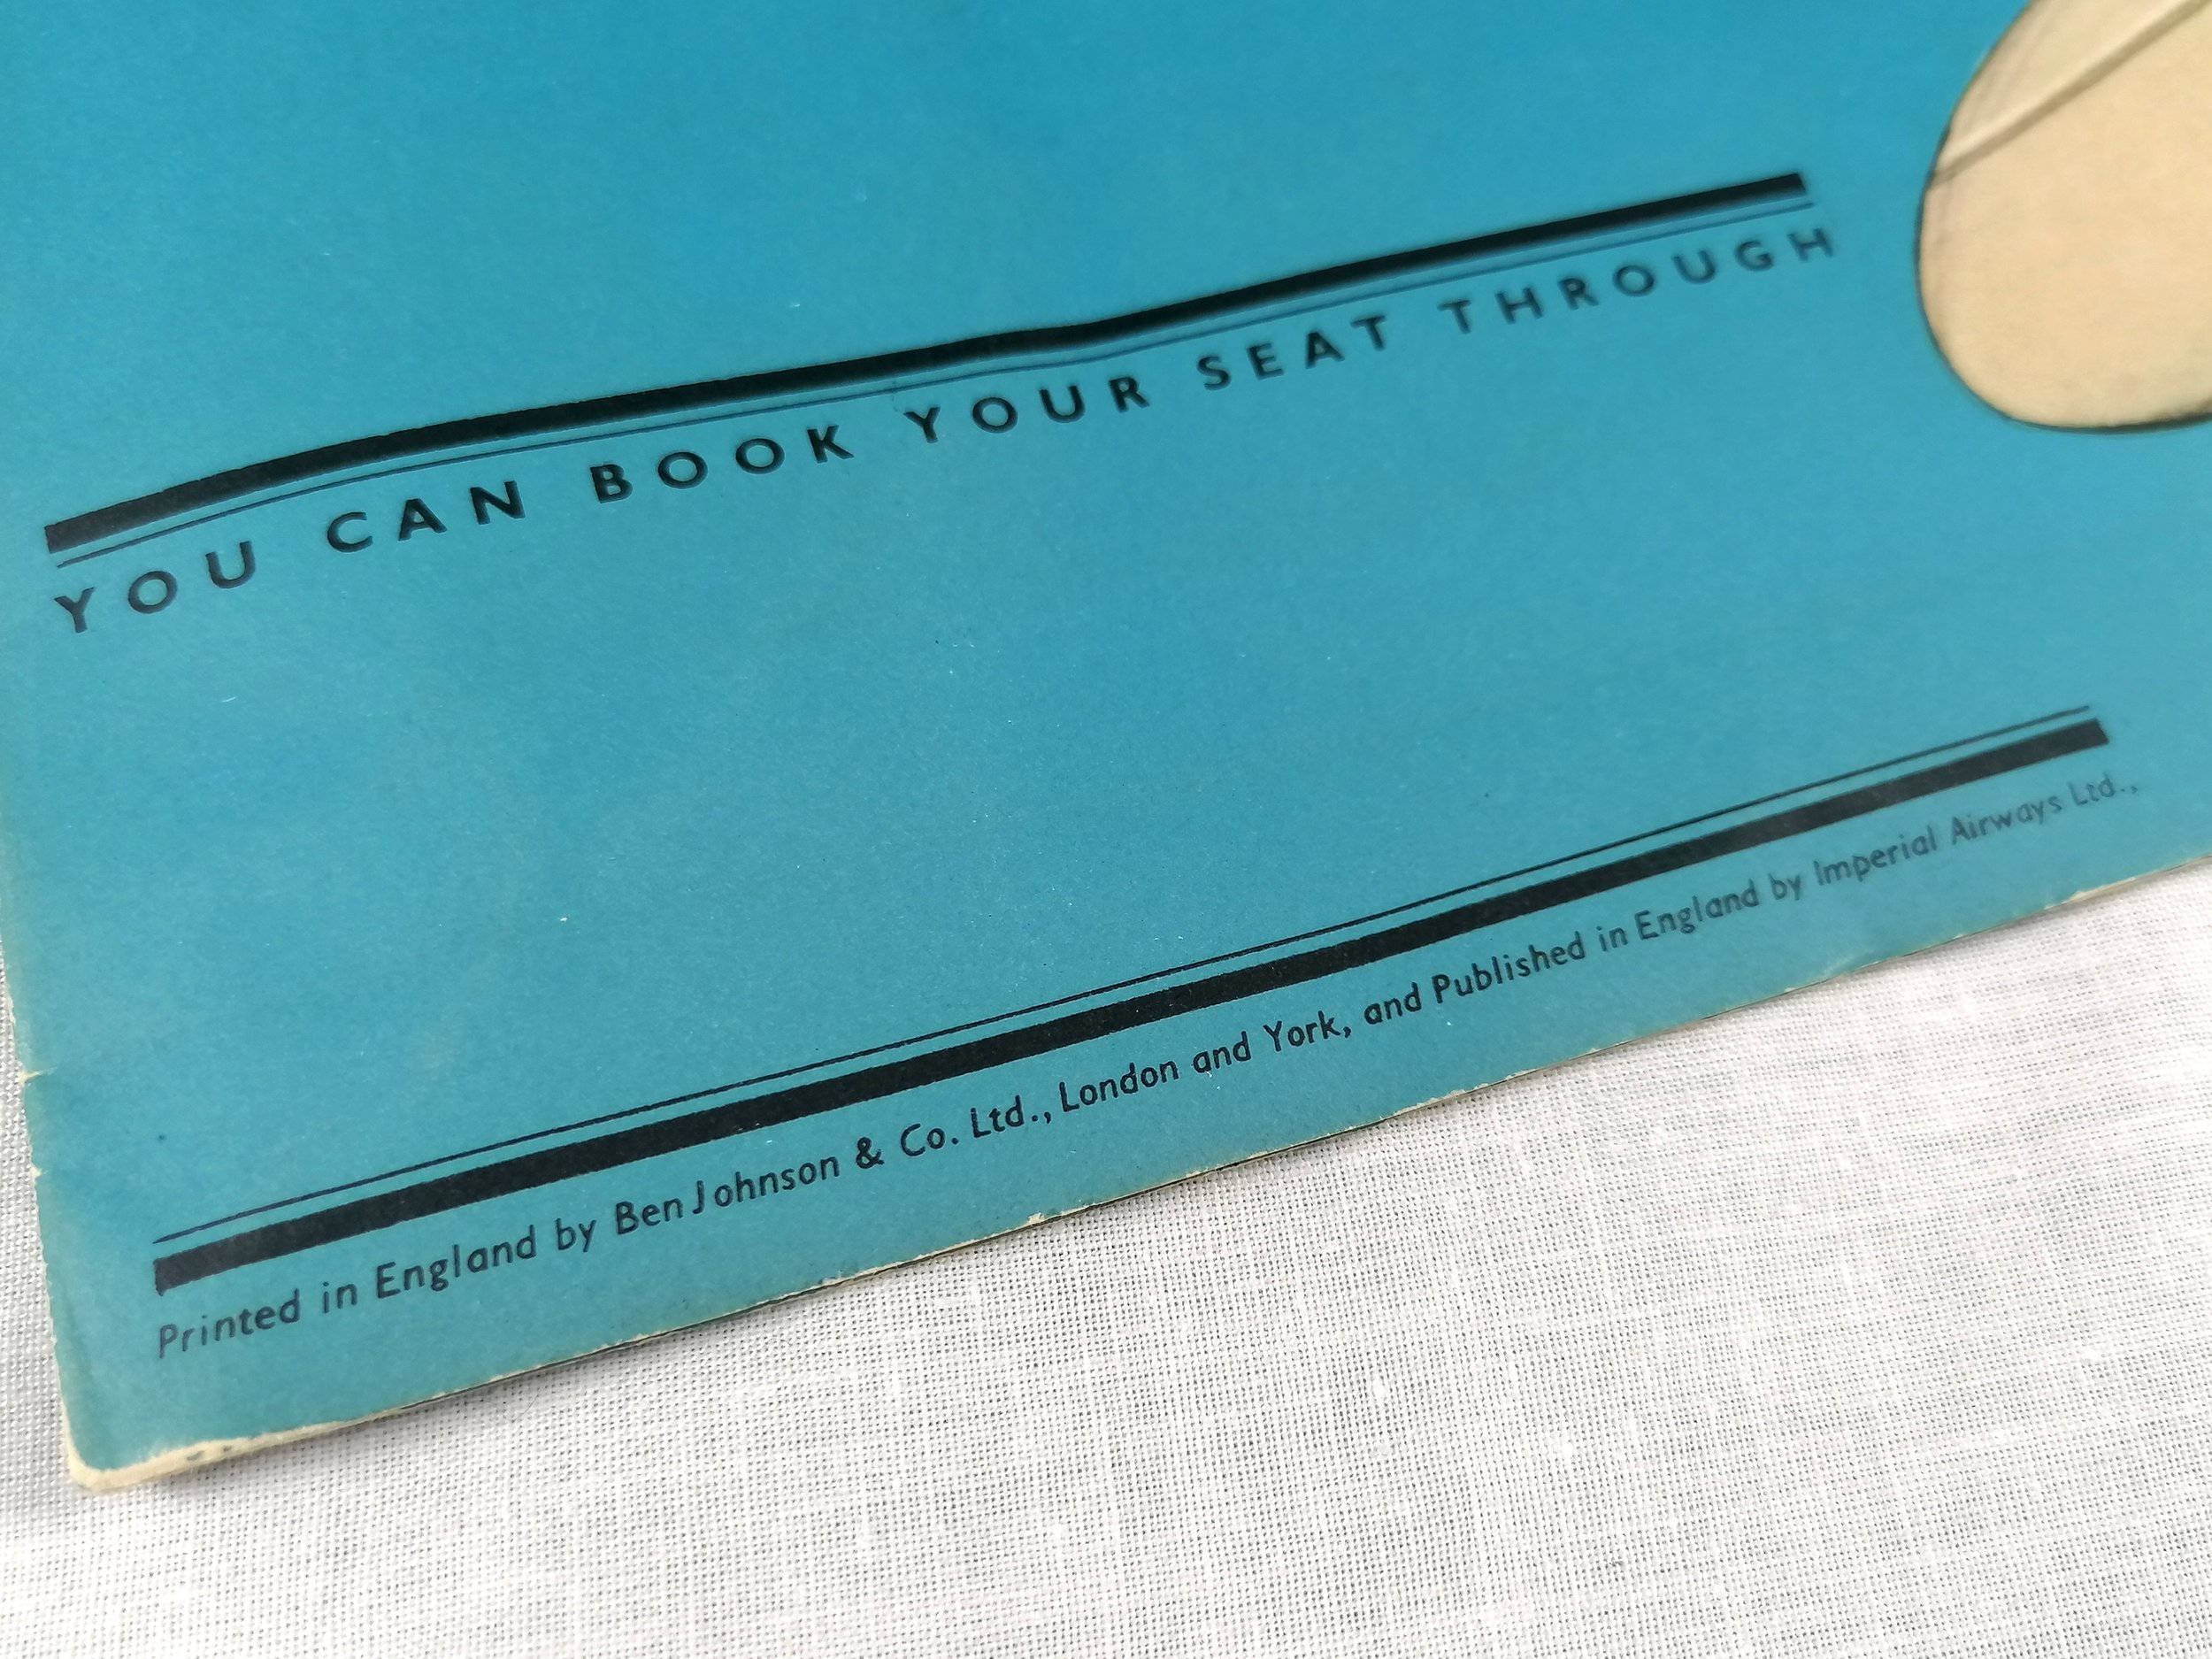 YOU CAN BOOK YOUR SEAT THROUGH
Printed in England by Ben Johnson & Co. Ltd., London and York, and Published in England by Imperial Airways Ltd.,